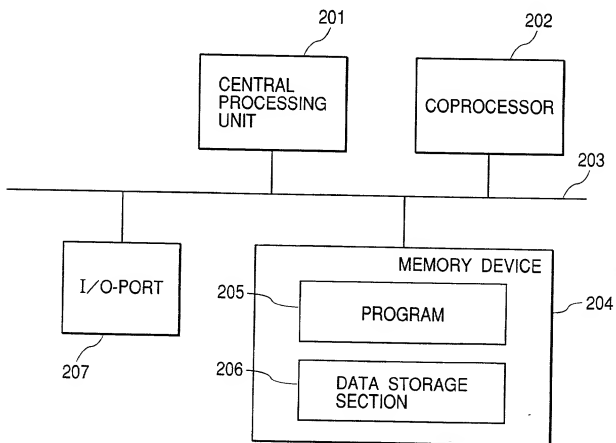 201
202
CENTRAL
PROCESSING
UNIT
COPROCESSOR
203
I/O-PORT
MEMORY DEVICE
205
PROGRAM
204
206
DATA STORAGE
SECTION
207